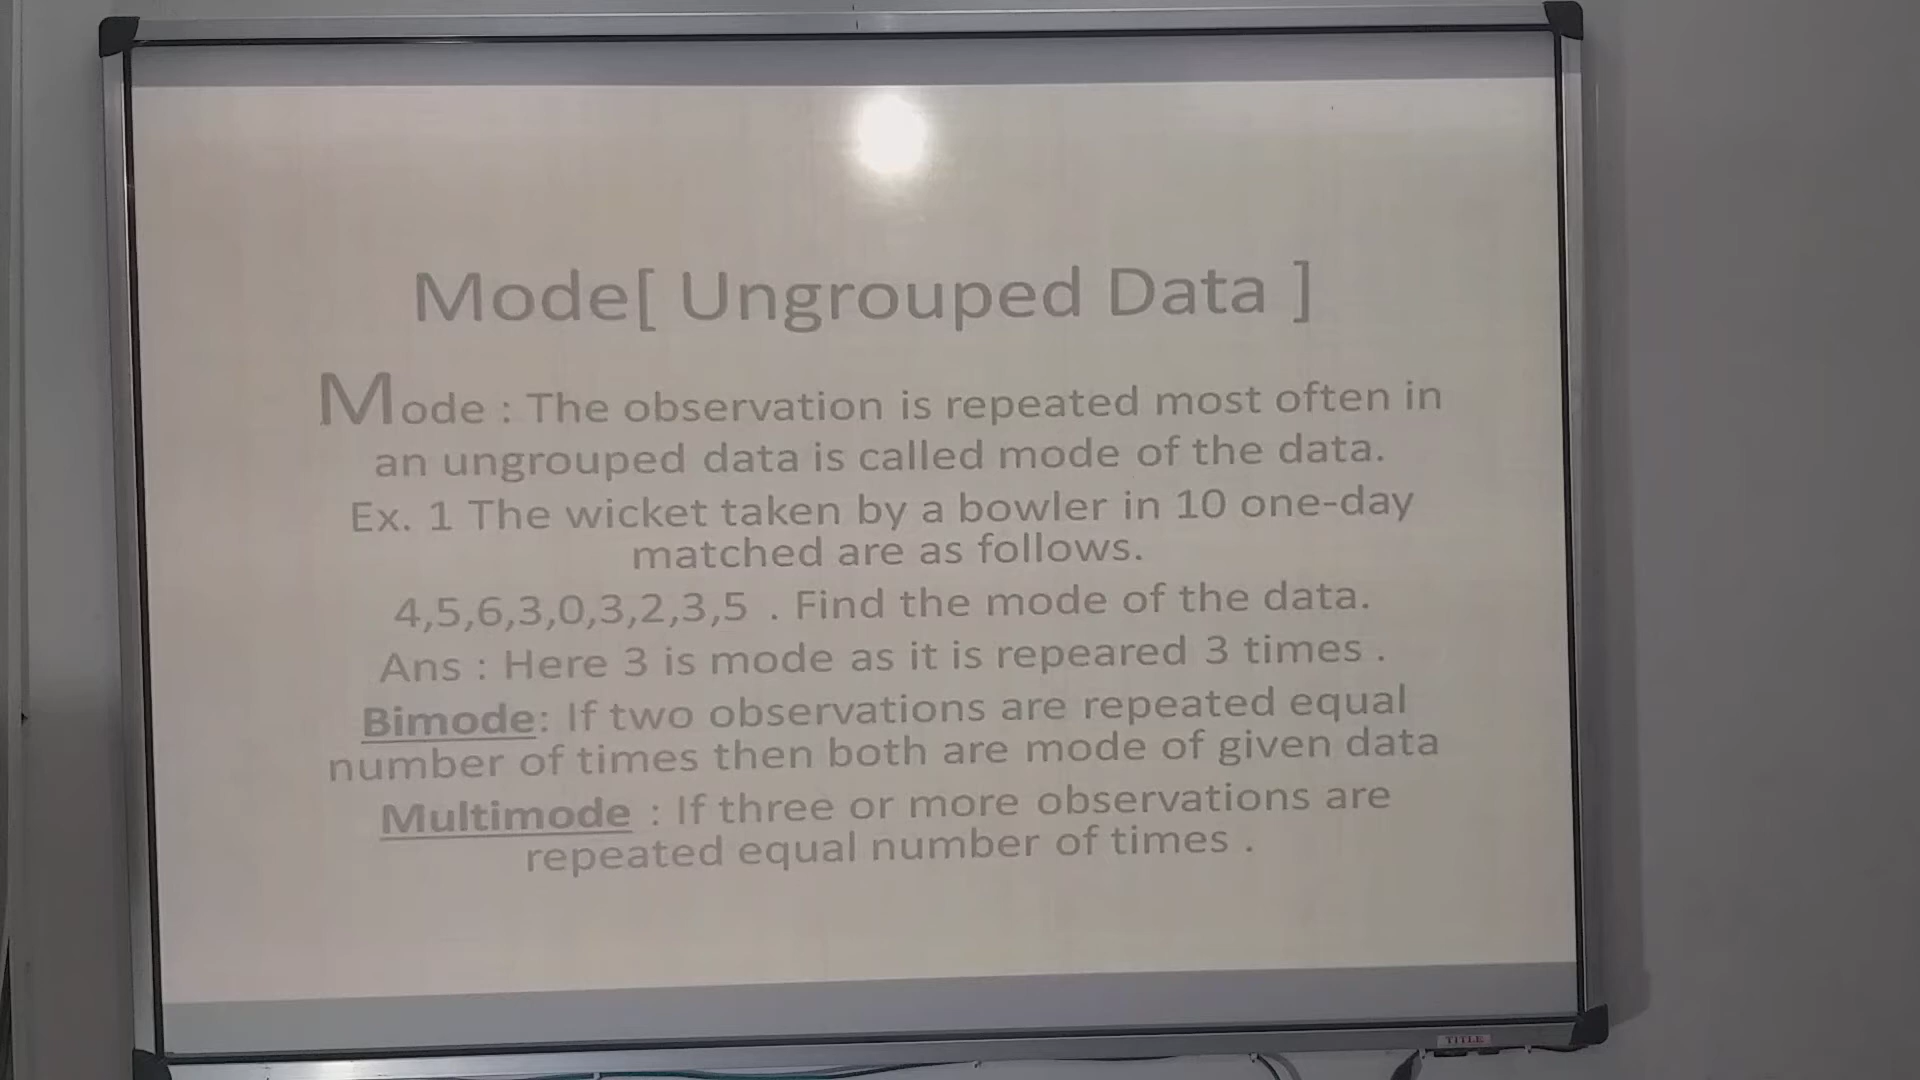 Mode[ Ungrouped Data ]
Mode : The observation is repeated most often in
an ungrouped data is called mode of the data.
Ex. 1 The wicket taken by a bowler in 10 one-day
matched are as follows.
4,5,6,3,0,3,2,3,5 . Find the mode of the data.
Ans : Here 3 is mode as it is repeared 3 times .
Bimode: If two observations are repeated equal
number of times then both are mode of given data
Multimode : If three or more observations are
repeated equal number of times .
TITLE